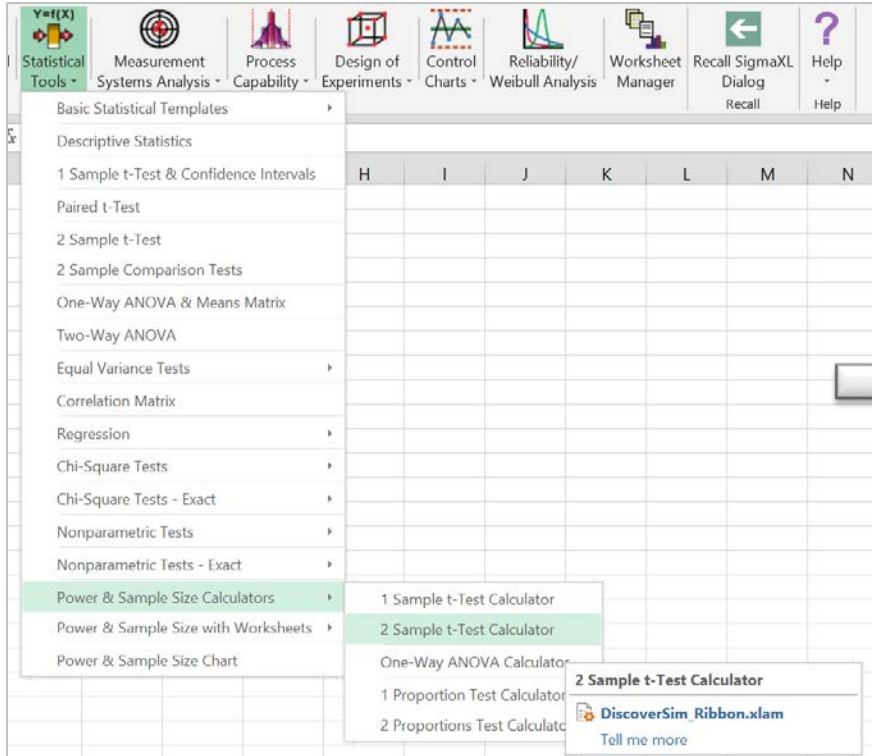 Y=f(X)
Statistical Tools
Measurement Systems Analysis
Process Capability
Design of Experiments
Control Charts
Reliability/ Weibull Analysis
Worksheet Manager
Recall SigmaXL Dialog
Help
Recall
Help
Basic Statistical Templates
fx
Descriptive Statistics
1 Sample t-Test & Confidence Intervals
H I J K L M N
Paired t-Test
2 Sample t-Test
2 Sample Comparison Tests
One-Way ANOVA & Means Matrix
Two-Way ANOVA
Equal Variance Tests
Correlation Matrix
Regression
Chi-Square Tests
Chi-Square Tests - Exact
Nonparametric Tests
Nonparametric Tests - Exact
Power & Sample Size Calculators
Power & Sample Size with Worksheets
Power & Sample Size Chart
1 Sample t-Test Calculator
2 Sample t-Test Calculator
One-Way ANOVA Calculator
1 Proportion Test Calculator
2 Proportions Test Calculatc
2 Sample t-Test Calculator
DiscoverSim_Ribbon.xlam
Tell me more